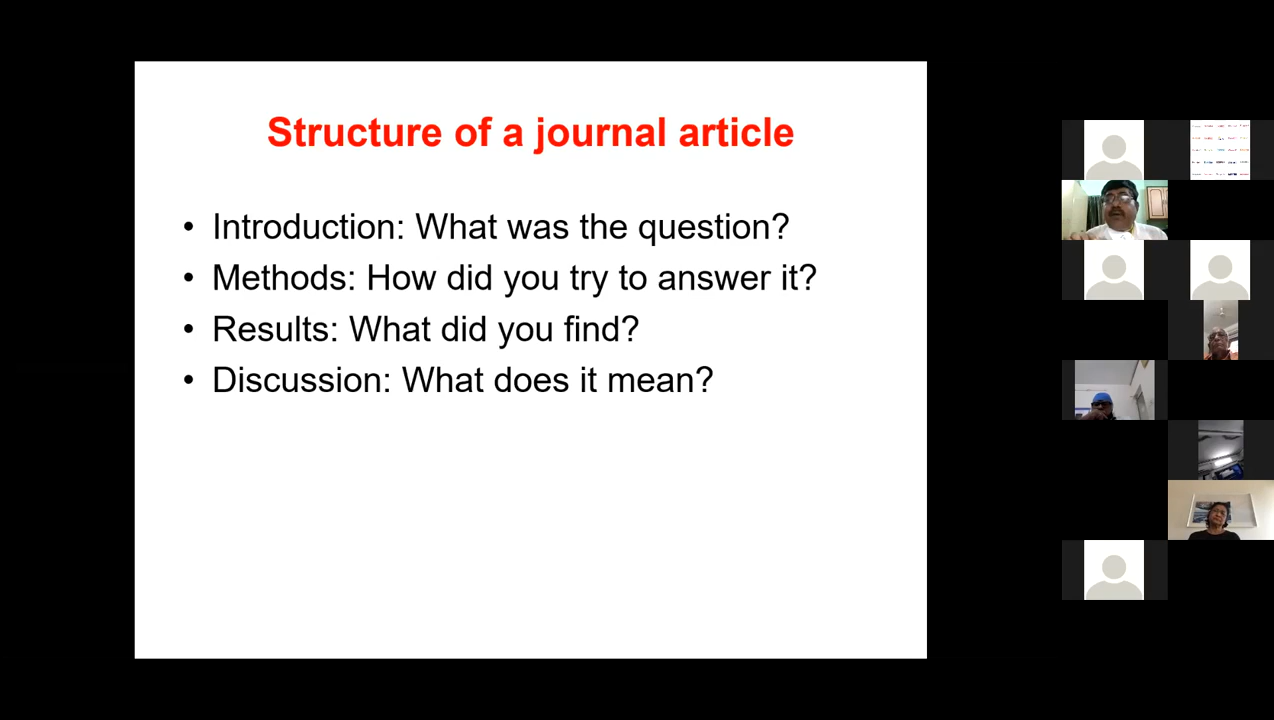 Structure of a journal article
• Introduction: What was the question?
• Methods: How did you try to answer it?
• Results: What did you find?
• Discussion: What does it mean?